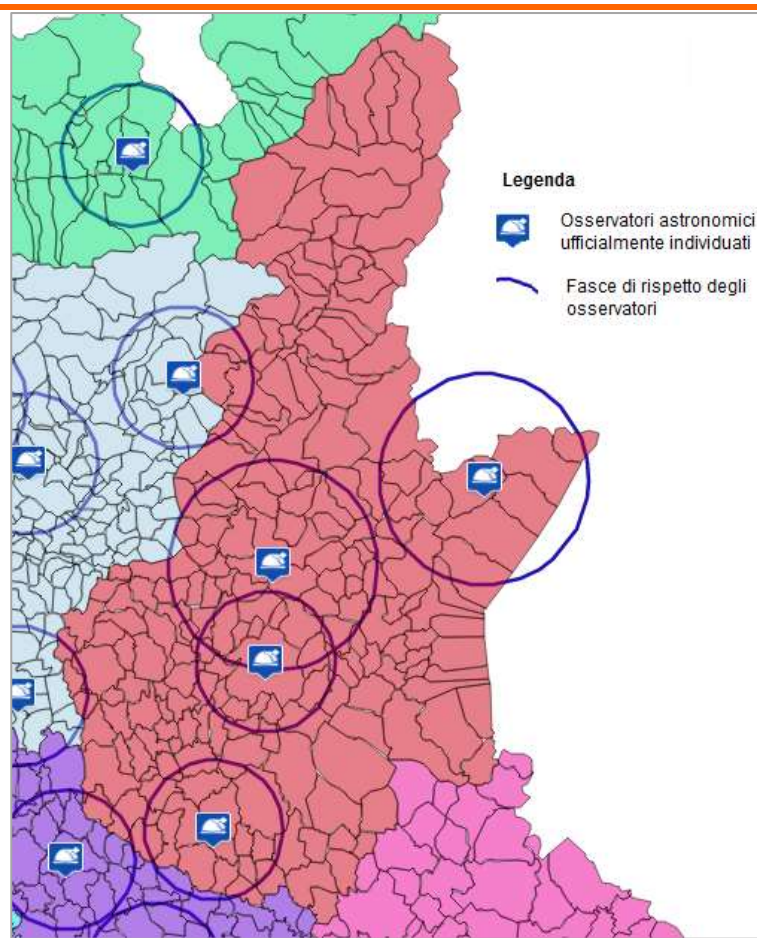 Legenda
Osservatori astronomici
ufficialmente individuati
Fasce di rispetto degli
osservatori